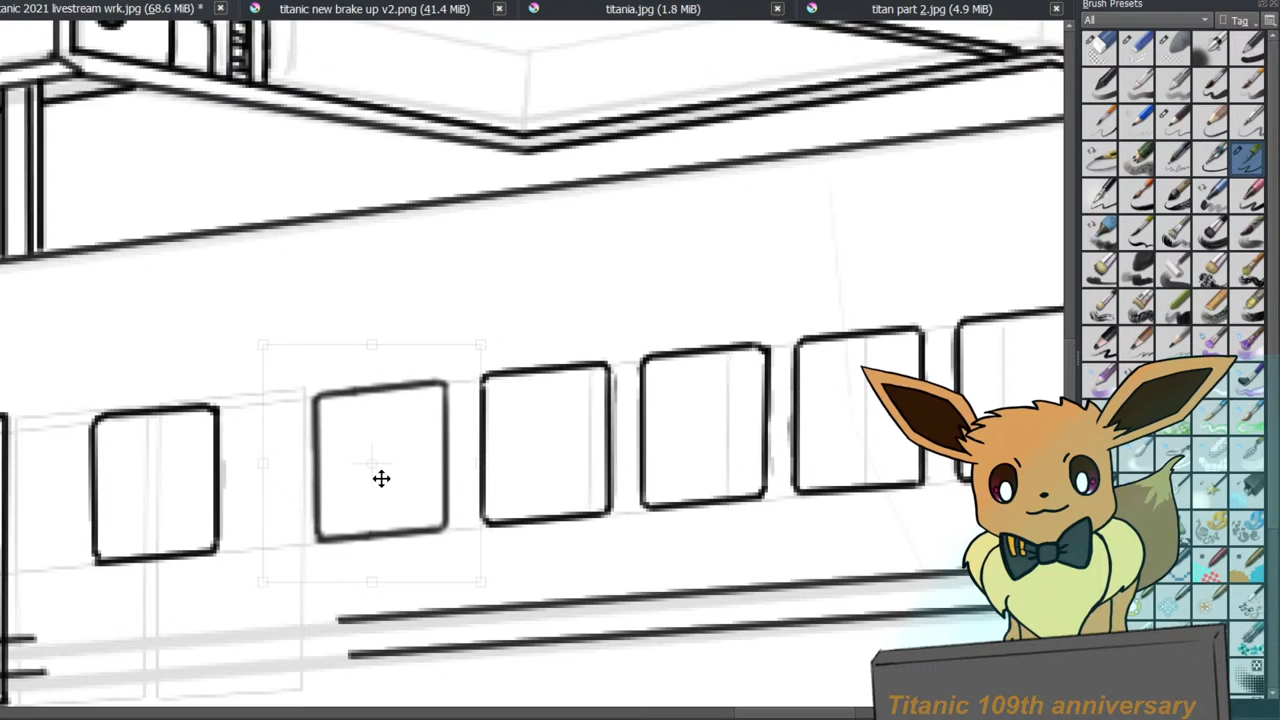 tanic 2021 livestream wrk.jpg (68.6 MiB) * titanic new brake up v2.png (41.4 MiB) titania.jpg (1.8 MiB) titan part 2.jpg (4.9 MiB) Brush Presets
All Tag
Titanic 109th anniversary